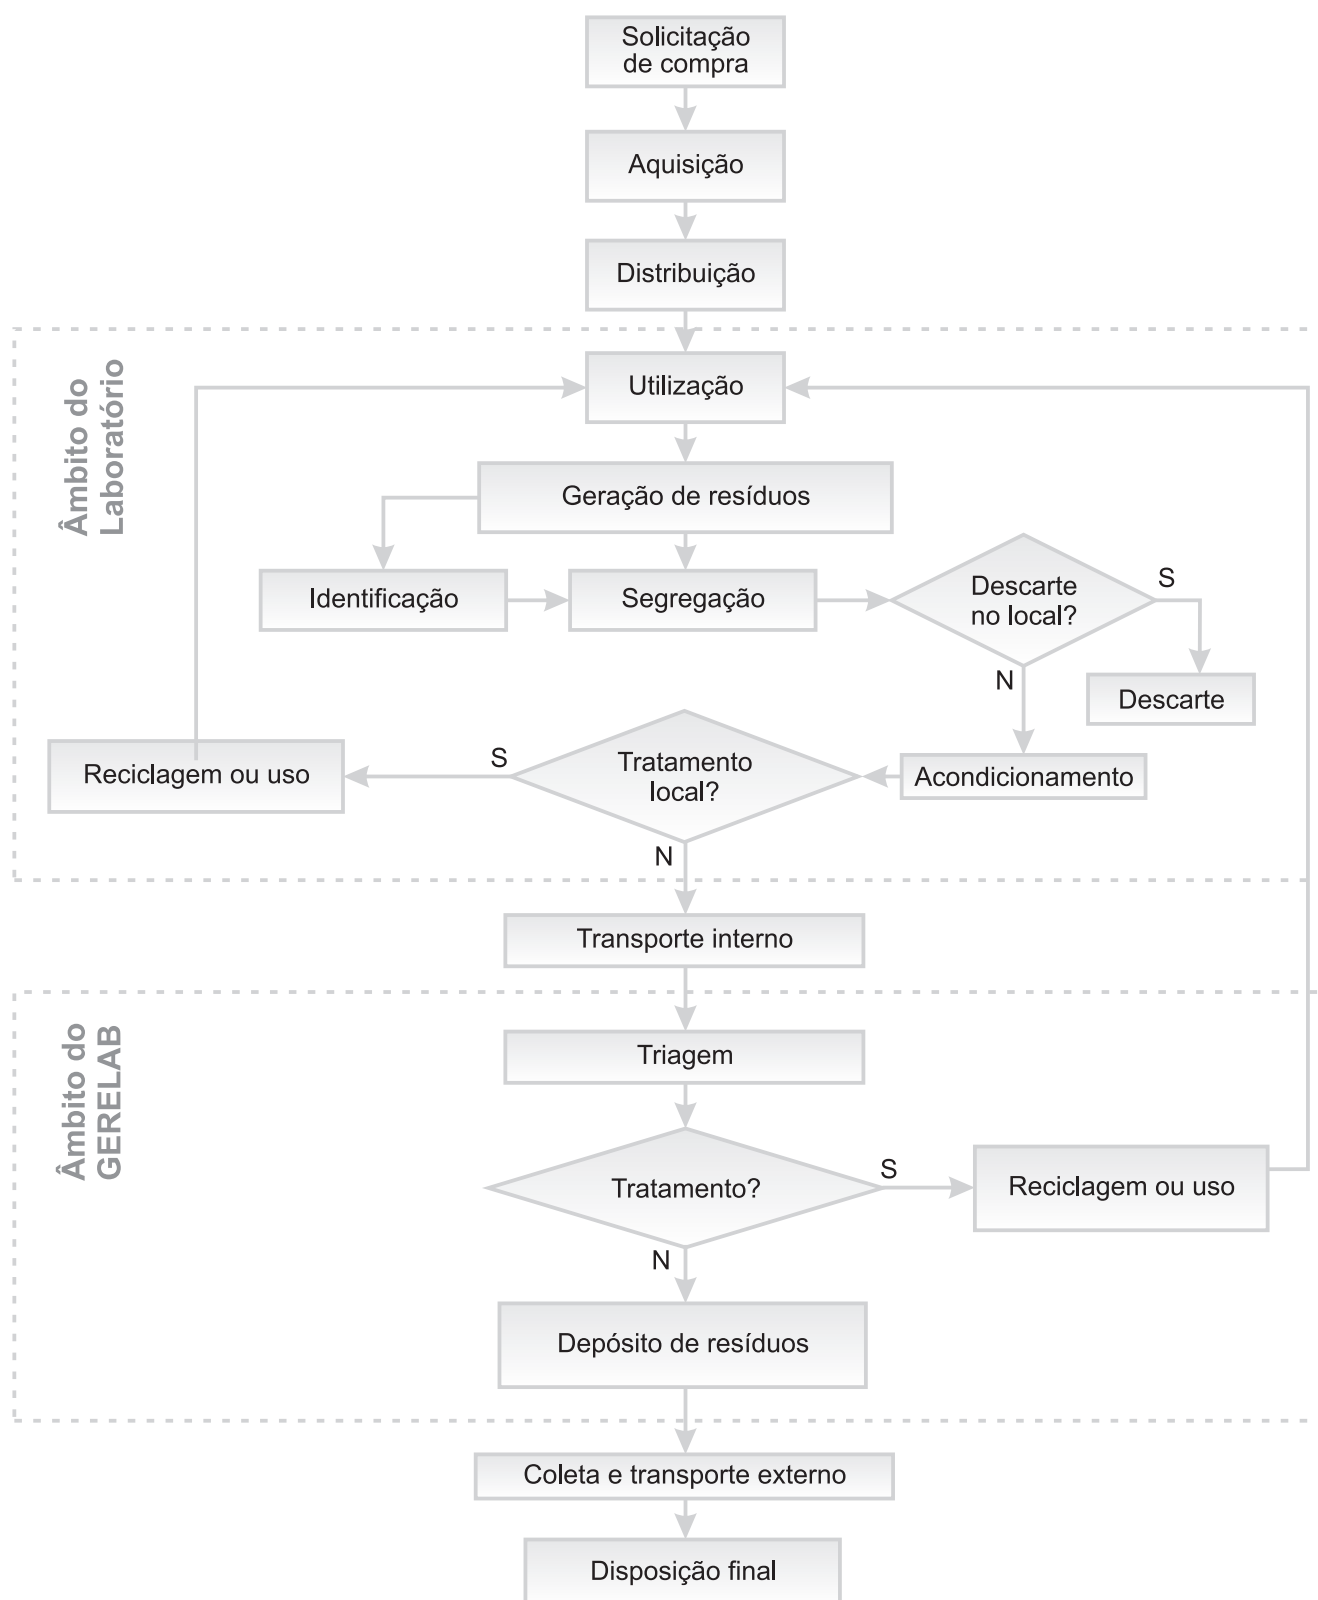 Solicitação
de compra
Aquisição
Distribuição
Âmbito do
Laboratório
Utilização
Geração de resíduos
Identificação
Segregação
Descarte
no local?
S
N
Descarte
Reciclagem ou uso
S
Tratamento
local?
Acondicionamento
N
Transporte interno
Âmbito do
GERELAB
Triagem
Tratamento?
S
Reciclagem ou uso
N
Depósito de resíduos
Coleta e transporte externo
Disposição final